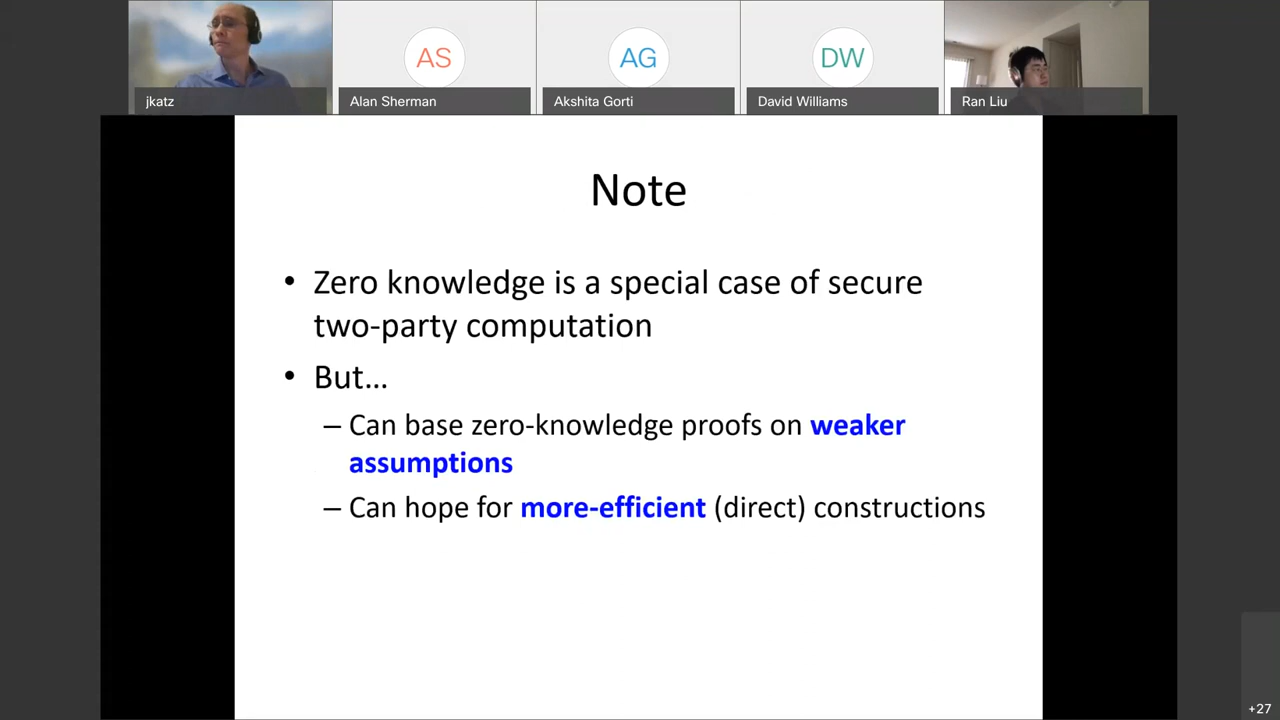 AS
AG
DW
jkatz
Alan Sherman
Akshita Gorti
David Williams
Ran Liu
Note
• Zero knowledge is a special case of secure
two-party computation
• But…
– Can base zero-knowledge proofs on weaker
assumptions
– Can hope for more-efficient (direct) constructions
+27